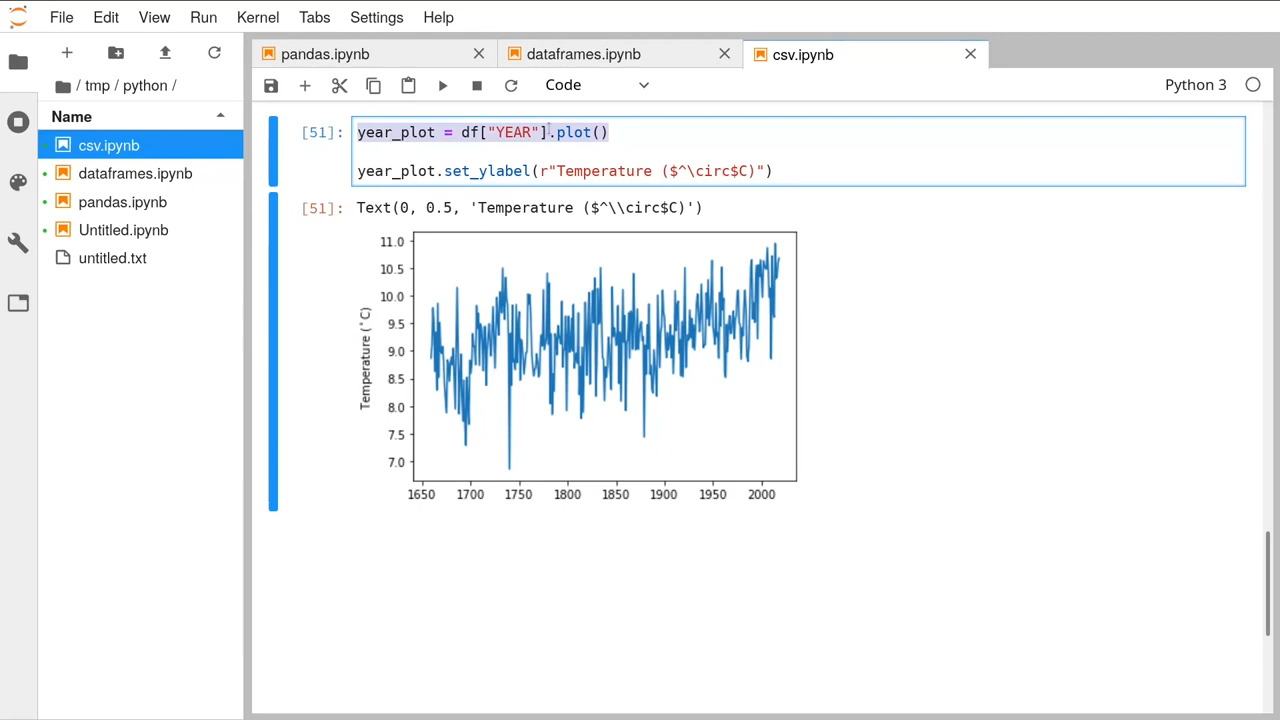 File Edit View Run Kernel Tabs Settings Help
pandas.ipynb
dataframes.ipynb
csv.ipynb
Code
Python 3
/ tmp / python /
Name
csv.ipynb
dataframes.ipynb
pandas.ipynb
Untitled.ipynb
untitled.txt
[51]: year_plot = df["YEAR"].plot()
year_plot.set_ylabel(r"Temperature ($^\circ$C)")
[51]: Text(0, 0.5, 'Temperature ($^\\circ$C)')
11.0
10.5
10.0
9.5
9.0
8.5
8.0
7.5
7.0
Temperature (°C)
1650 1700 1750 1800 1850 1900 1950 2000